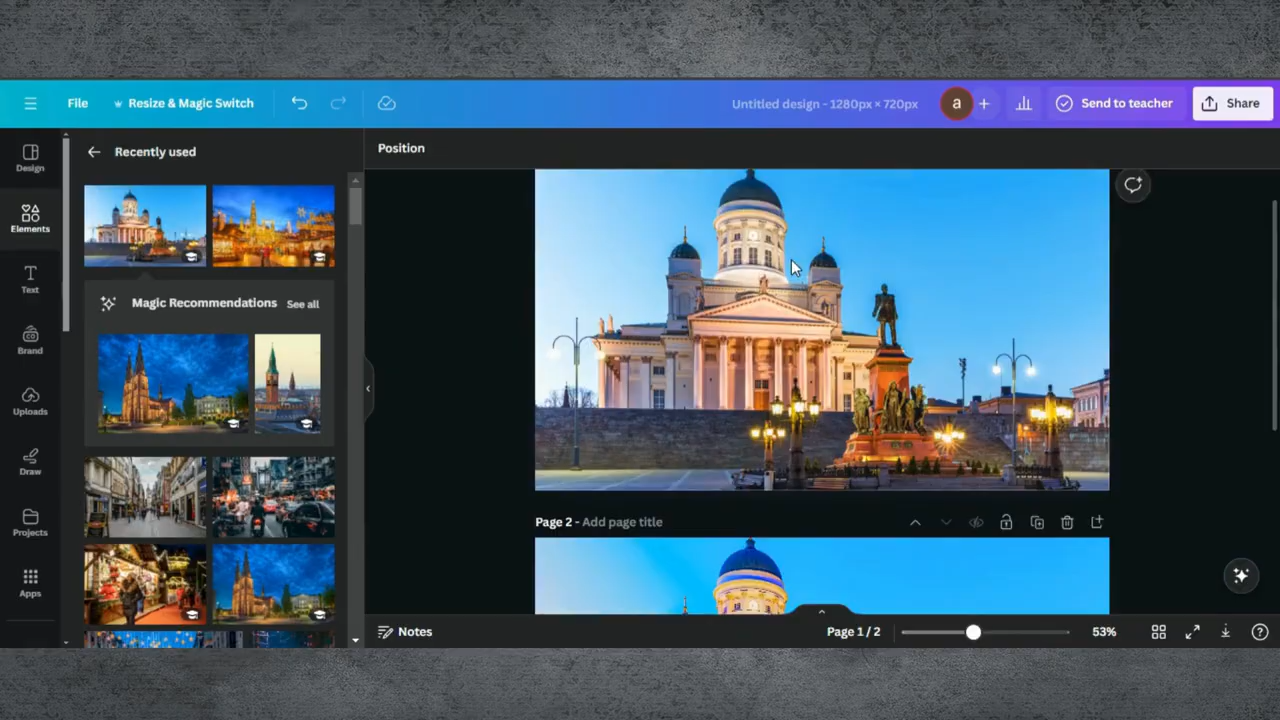 File
Resize & Magic Switch
Untitled design - 1280px × 720px
a
Send to teacher
Share
Design
Elements
Text
Brand
Uploads
Draw
Projects
Apps
Recently used
Magic Recommendations
See all
Position
Page 2 - Add page title
Notes
Page 1 / 2
53%